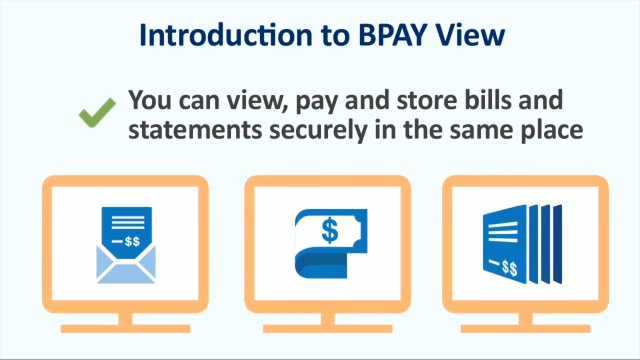 Introduction to BPAY View
You can view, pay and store bills and
statements securely in the same place
$$
$
$$